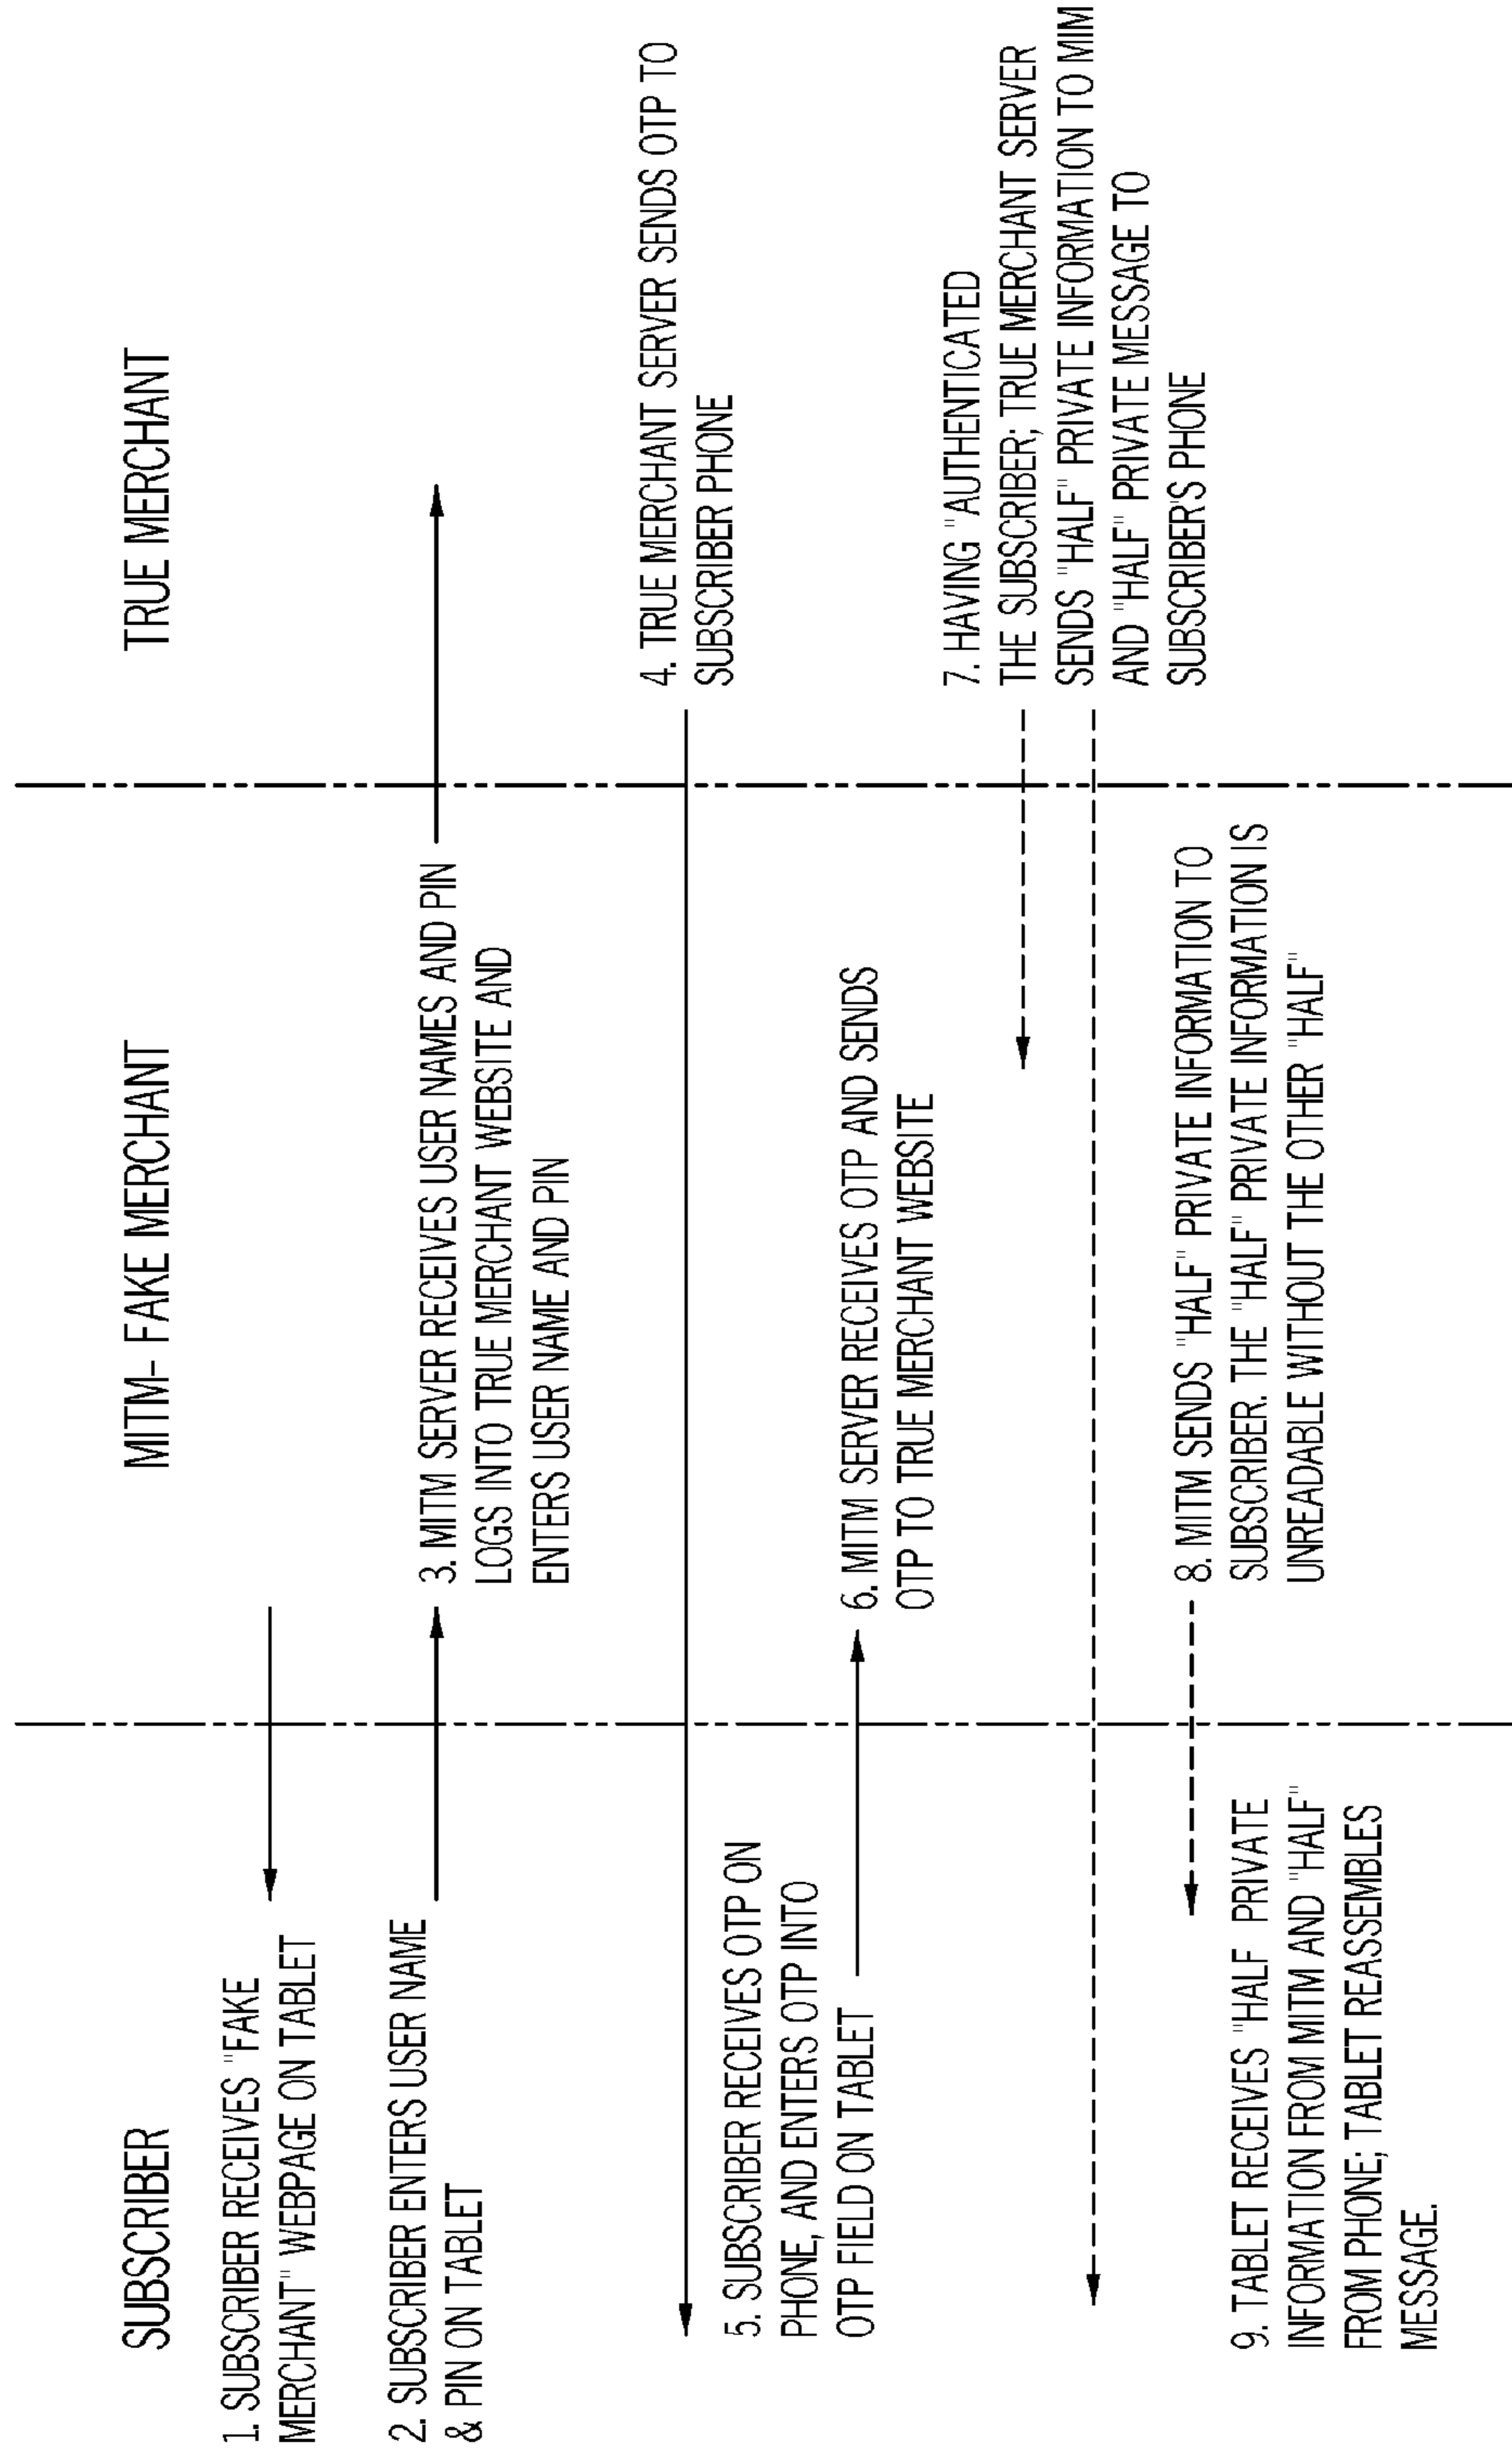 SUBSCRIBER
MITM- FAKE MERCHANT
TRUE MERCHANT
1. SUBSCRIBER RECEIVES "FAKE
MERCHANT" WEBPAGE ON TABLET
2. SUBSCRIBER ENTERS USER NAME
& PIN ON TABLET
3. MITM SERVER RECEIVES USER NAMES AND PIN
LOGS INTO TRUE MERCHANT WEBSITE AND
ENTERS USER NAME AND PIN
4. TRUE MERCHANT SERVER SENDS OTP TO
SUBSCRIBER PHONE
5. SUBSCRIBER RECEIVES OTP ON
PHONE, AND ENTERS OTP INTO
OTP FIELD ON TABLET
6. MITM SERVER RECEIVES OTP AND SENDS
OTP TO TRUE MERCHANT WEBSITE
7. HAVING "AUTHENTICATED
THE SUBSCRIBER; TRUE MERCHANT SERVER
SENDS "HALF" PRIVATE INFORMATION TO MIM
AND "HALF" PRIVATE MESSAGE TO
SUBSCRIBER'S PHONE
8. MITM SENDS "HALF" PRIVATE INFORMATION TO
SUBSCRIBER. THE "HALF" PRIVATE INFORMATION IS
UNREADABLE WITHOUT THE OTHER "HALF"
9. TABLET RECEIVES "HALF PRIVATE
INFORMATION FROM MITM AND "HALF"
FROM PHONE; TABLET REASSEMBLES
MESSAGE.